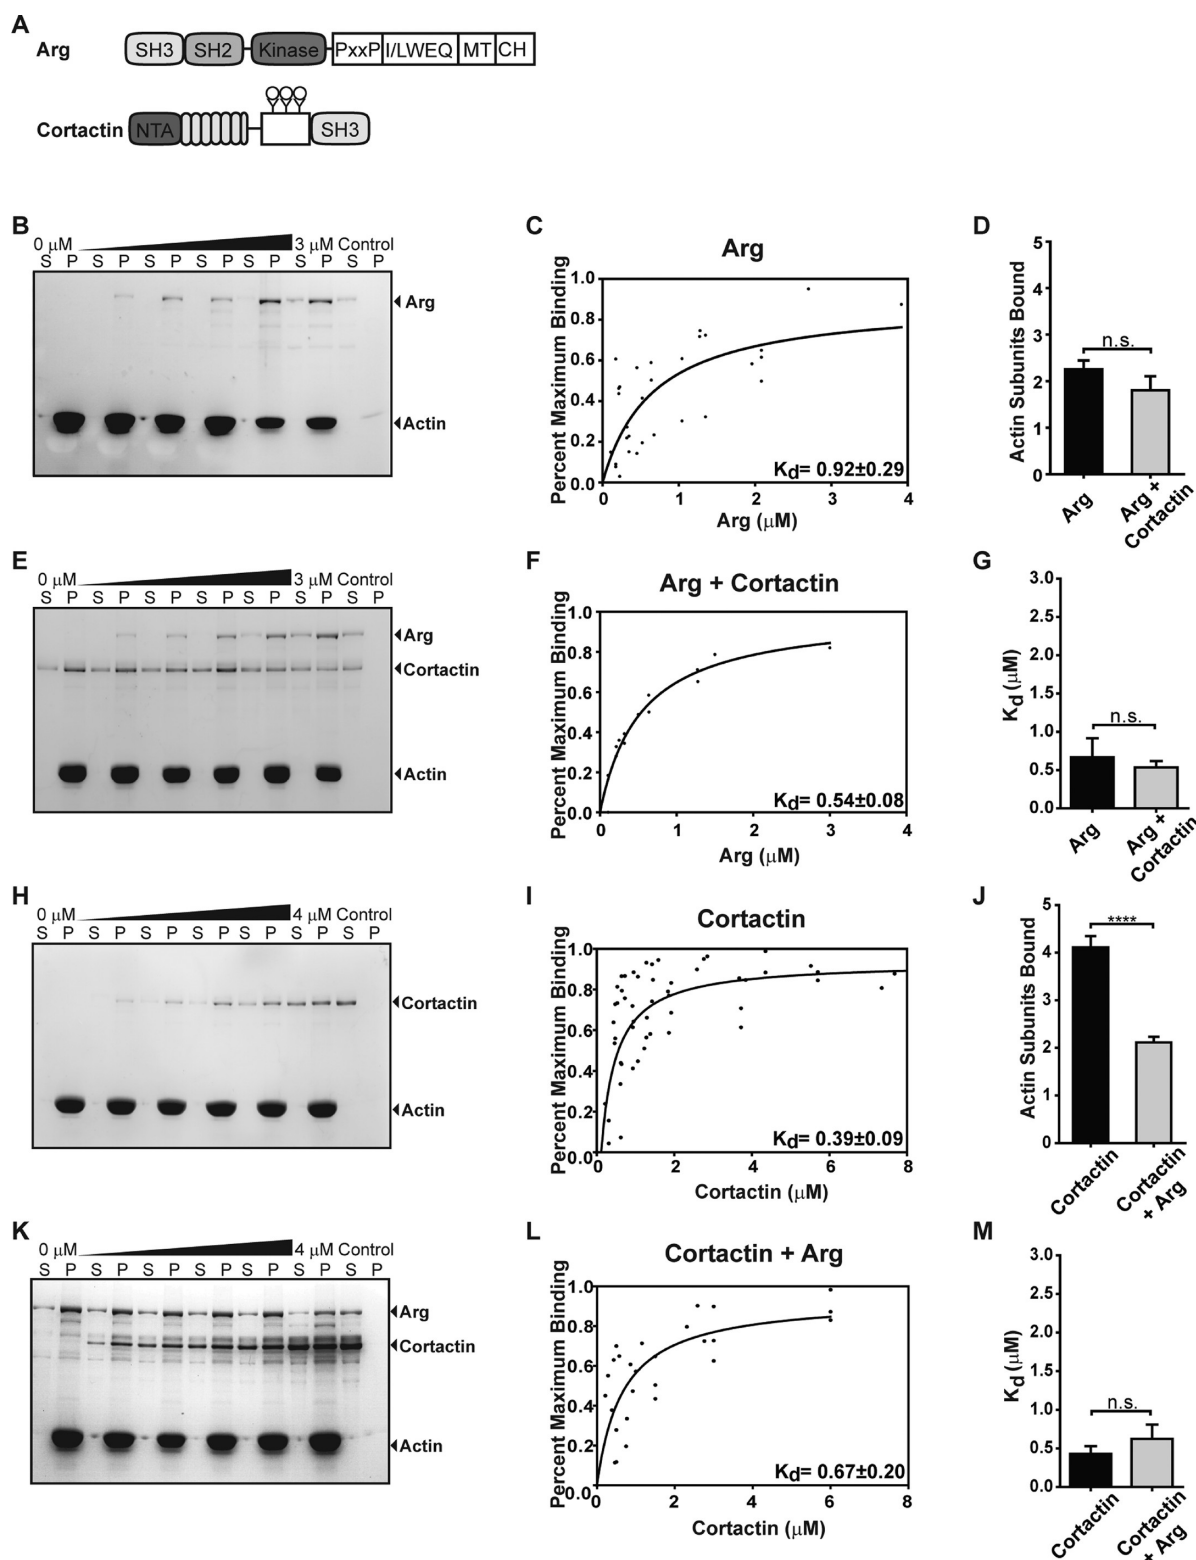 A
Arg SH3 SH2 Kinase PxxP I/LWEQ MT CH
Cortactin NTA SH3
B
0 μM 3 μM Control
S P S P S P S P S P S P S P
Arg
Actin
C
Arg
Percent Maximum Binding
1.0
0.8
0.6
0.4
0.2
0.0
Kd= 0.92±0.29
0 1 2 3 4
Arg (μM)
D
Actin Subunits Bound
5
4
3
2
1
0
n.s.
Arg
Arg +
Cortactin
E
0 μM 3 μM Control
S P S P S P S P S P S P S P
Arg
Cortactin
Actin
F
Arg + Cortactin
Percent Maximum Binding
1.0
0.8
0.6
0.4
0.2
0.0
Kd= 0.54±0.08
0 1 2 3 4
Arg (μM)
G
Kd (μM)
3.0
2.5
2.0
1.5
1.0
0.5
0.0
n.s.
Arg
Arg +
Cortactin
H
0 μM 4 μM Control
S P S P S P S P S P S P S P
Cortactin
Actin
I
Cortactin
Percent Maximum Binding
1.0
0.8
0.6
0.4
0.2
0.0
Kd= 0.39±0.09
0 2 4 6 8
Cortactin (μM)
J
Actin Subunits Bound
5
4
3
2
1
0
****
Cortactin
Cortactin
+ Arg
K
0 μM 4 μM Control
S P S P S P S P S P S P S P
Arg
Cortactin
Actin
L
Cortactin + Arg
Percent Maximum Binding
1.0
0.8
0.6
0.4
0.2
0.0
Kd= 0.67±0.20
0 2 4 6 8
Cortactin (μM)
M
Kd (μM)
3.0
2.5
2.0
1.5
1.0
0.5
0.0
n.s.
Cortactin
Cortactin
+ Arg